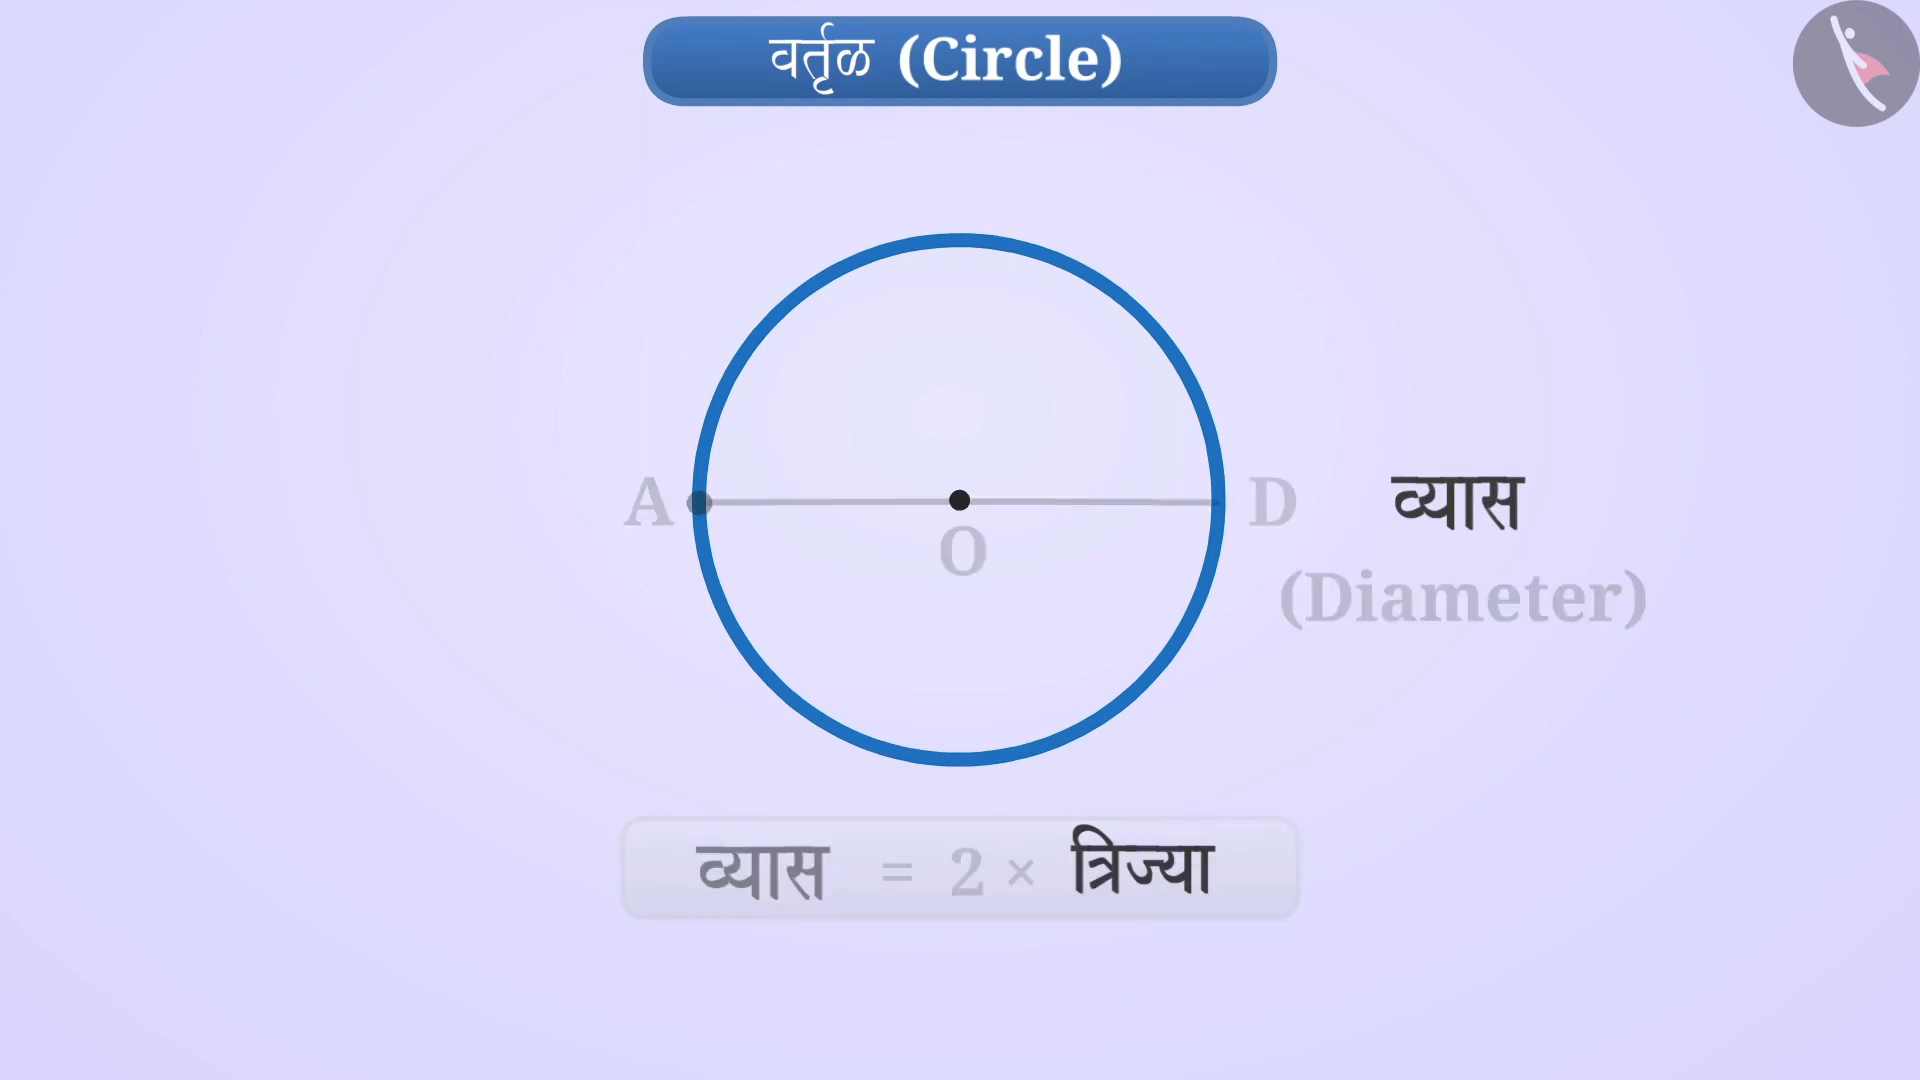 वर्तृळ (Circle)
A
D
व्यास
O
(Diameter)
व्यास = 2 × त्रिज्या